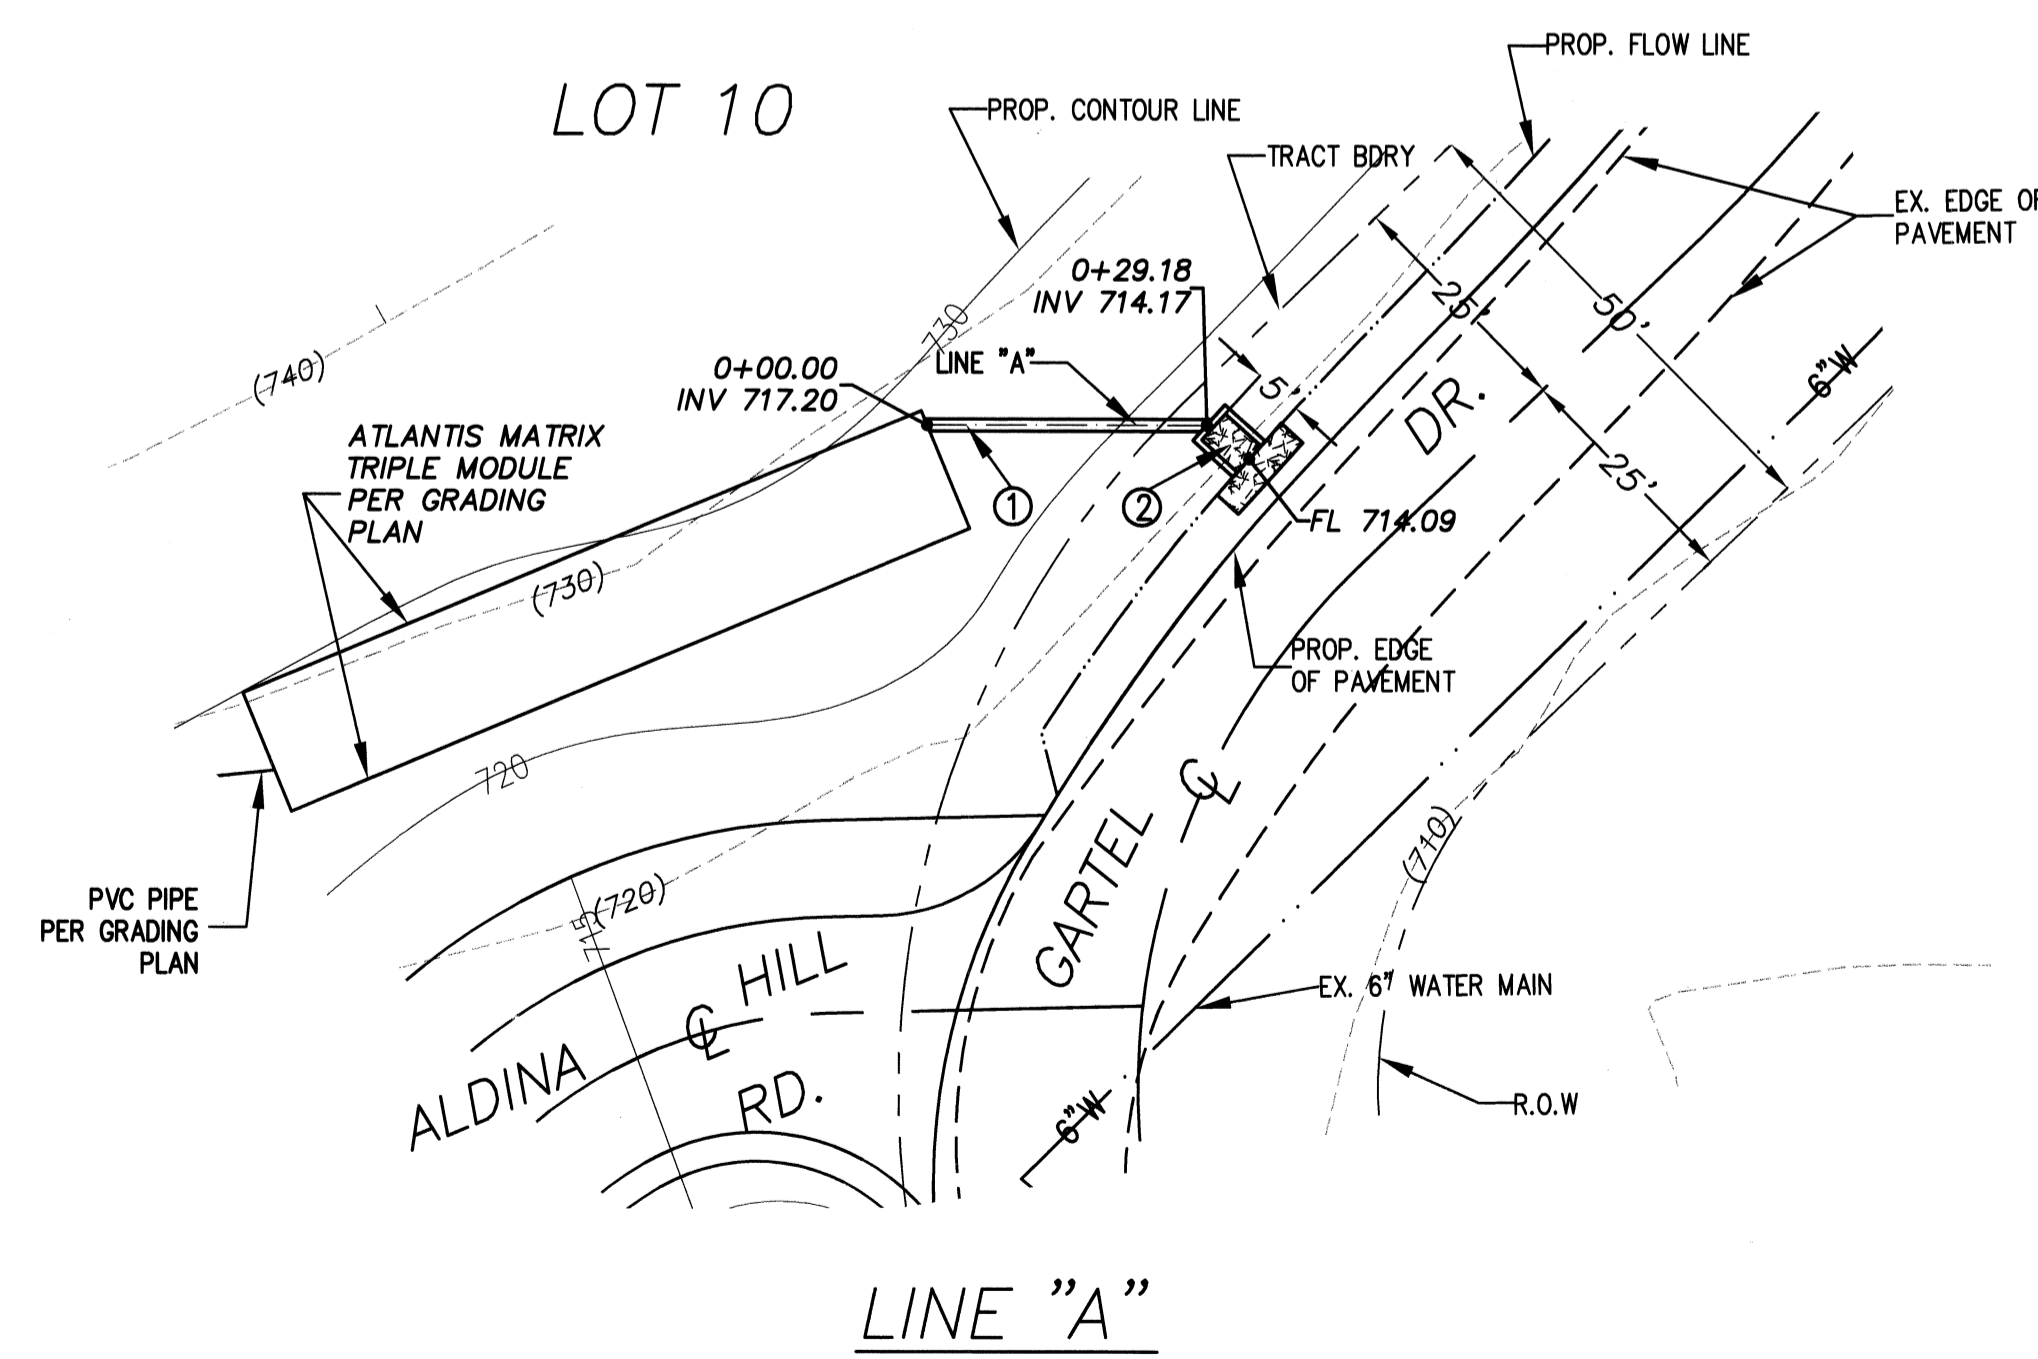 PROP. FLOW LINE
LOT 10
PROP. CONTOUR LINE
TRACT BDRY
EX. EDGE OF
PAVEMENT
0+29.18
INV 714.17
25'
50'
730
LINE "A"
0+00.00
INV 717.20
(740)
5'
6"W
DR.
ATLANTIS MATRIX
TRIPLE MODULE
PER GRADING
PLAN
25'
1
2
FL 714.09
(730)
PROP. EDGE
OF PAVEMENT
720
CL
(710)
GARTEL
PVC PIPE
PER GRADING
PLAN
(720)
715
HILL
CL
EX. 6" WATER MAIN
ALDINA
RD.
6"W
R.O.W
LINE "A"